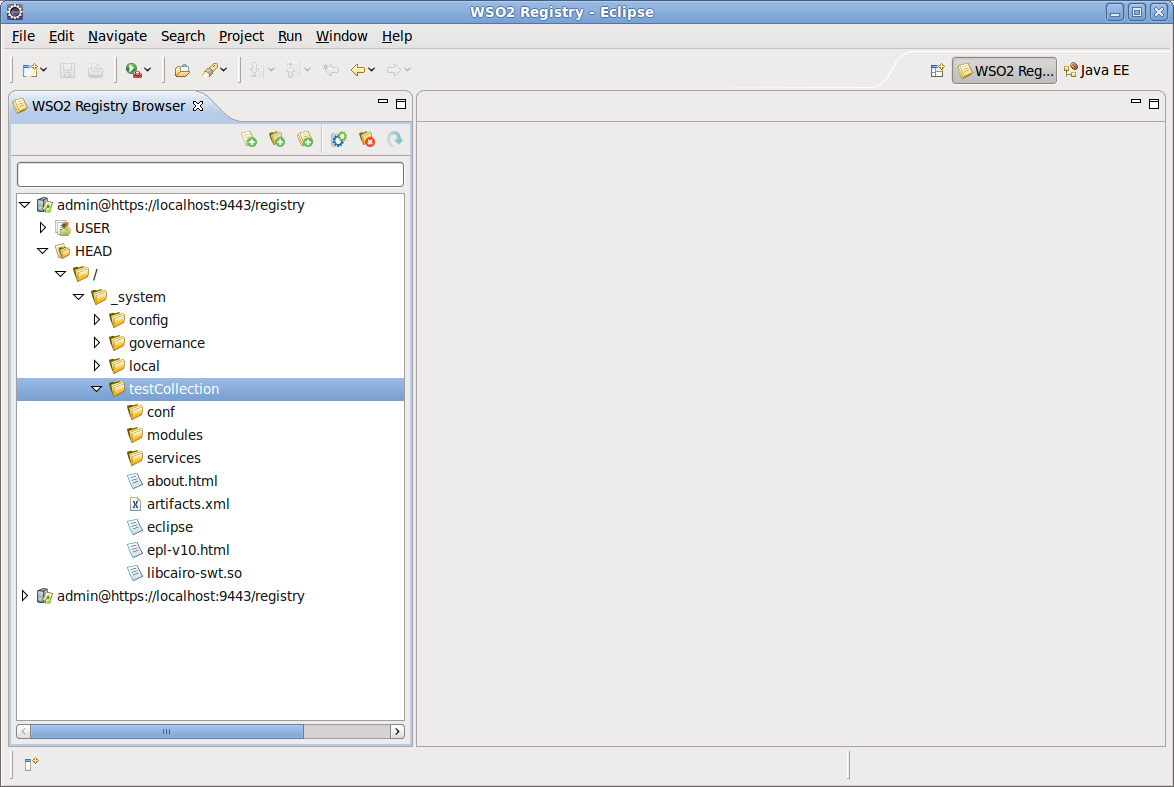 WSO2 Registry - Eclipse
File Edit Navigate Search Project Run Window Help
WSO2 Reg... Java EE
WSO2 Registry Browser
admin@https://localhost:9443/registry
USER
HEAD
/
_system
config
governance
local
testCollection
conf
modules
services
about.html
artifacts.xml
eclipse
epl-v10.html
libcairo-swt.so
admin@https://localhost:9443/registry